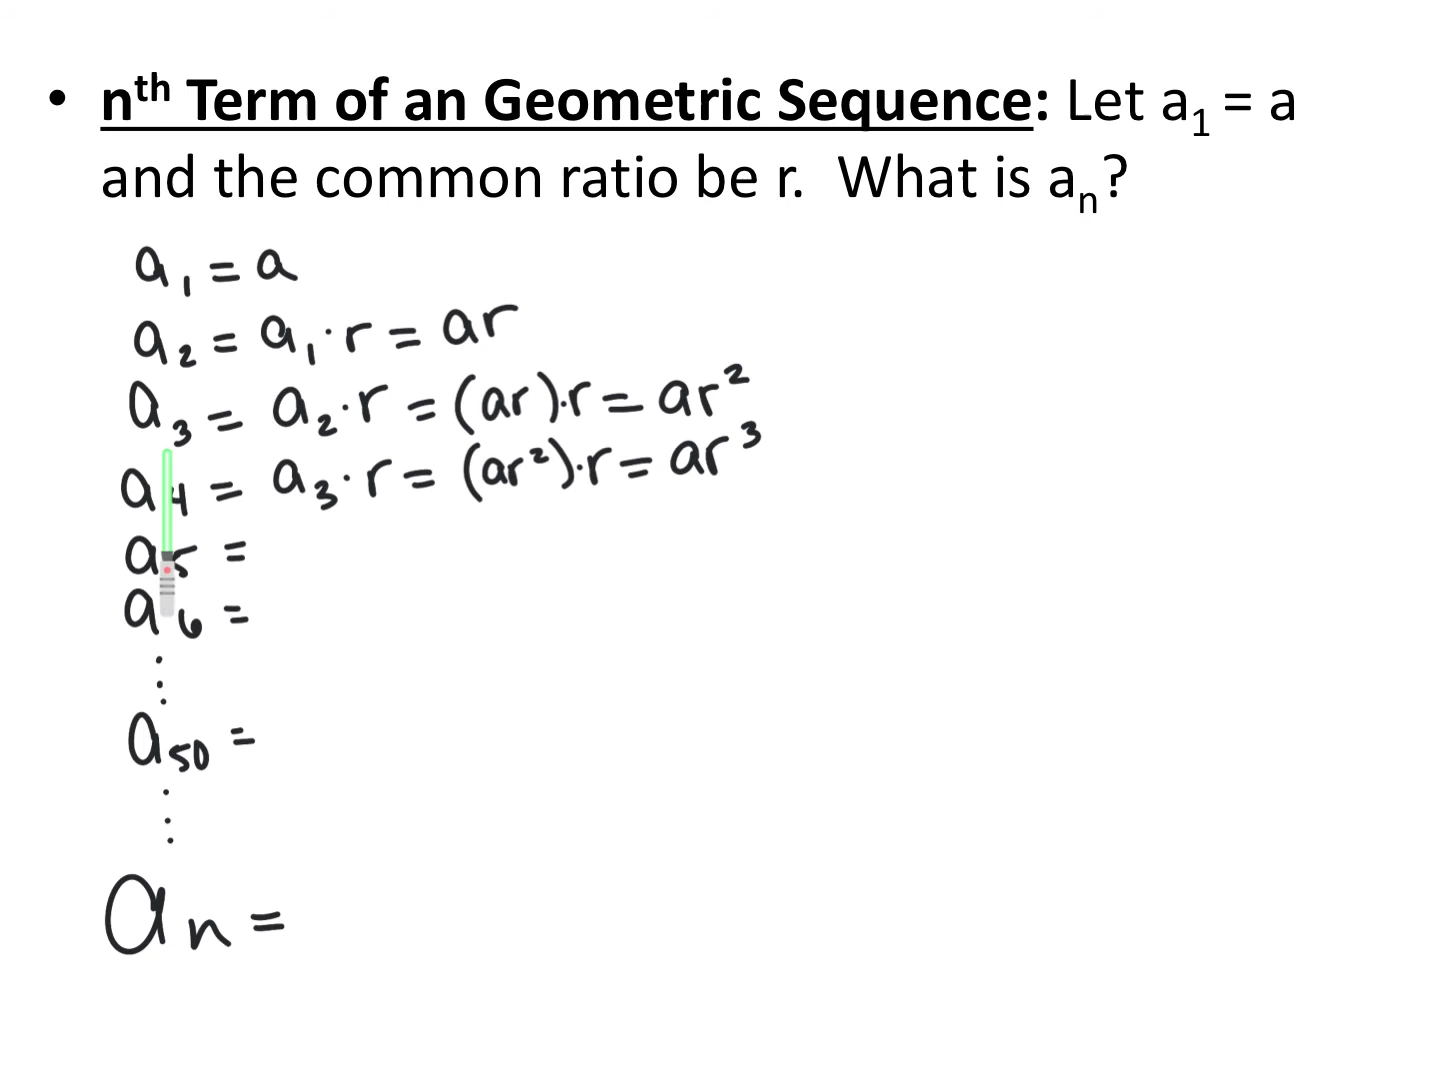 • nᵗʰ Term of an Geometric Sequence: Let a₁ = a
and the common ratio be r. What is aₙ?
a₁ = a
a₂ = a₁·r = ar
a₃ = a₂·r = (ar)·r = ar²
a₄ = a₃·r = (ar²)·r = ar³
a₅ =
a₆ =
⋮
a₅₀ =
⋮
aₙ =